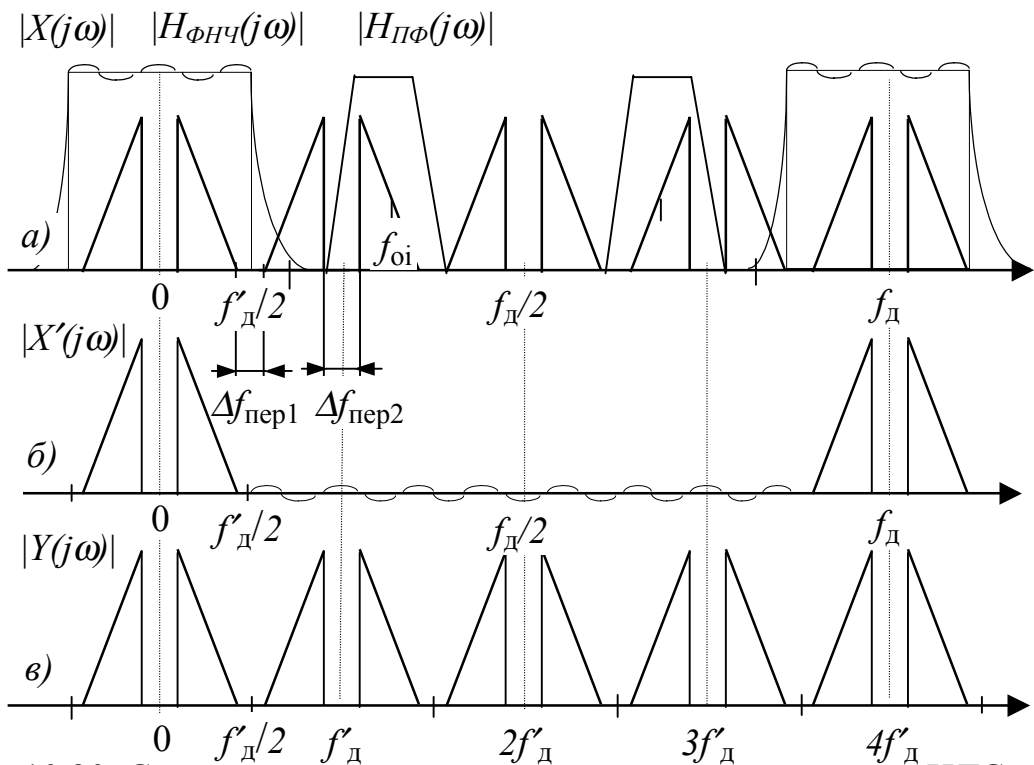 |X(jω)| |H_ФНЧ(jω)| |H_ПФ(jω)|
а)
f_oi
0 f′_д/2 f_д/2 f_д
|X′(jω)|
Δf_пер1 Δf_пер2
б)
0 f′_д/2 f_д/2 f_д
|Y(jω)|
в)
0 f′_д/2 f′_д 2f′_д 3f′_д 4f′_д